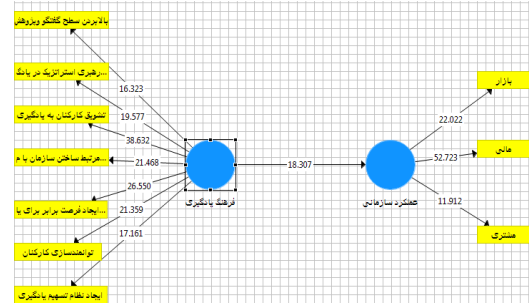 بالابردن سطح گفتگو وپژوهش
16.323
...رهبری استراتژیک در یادگ
19.577
تشویق کارکنان به یادگیری
38.632
...مرتبط ساختن سازمان با م
21.468
26.550
...ایجاد فرصت برابر برای یا
21.359
توانمندسازی کارکنان
17.161
ایجاد نظام تسهیم یادگیری
فرهنگ یادگیری
18.307
عملکرد سازمانی
22.022
بازار
52.723
مالی
11.912
مشتری